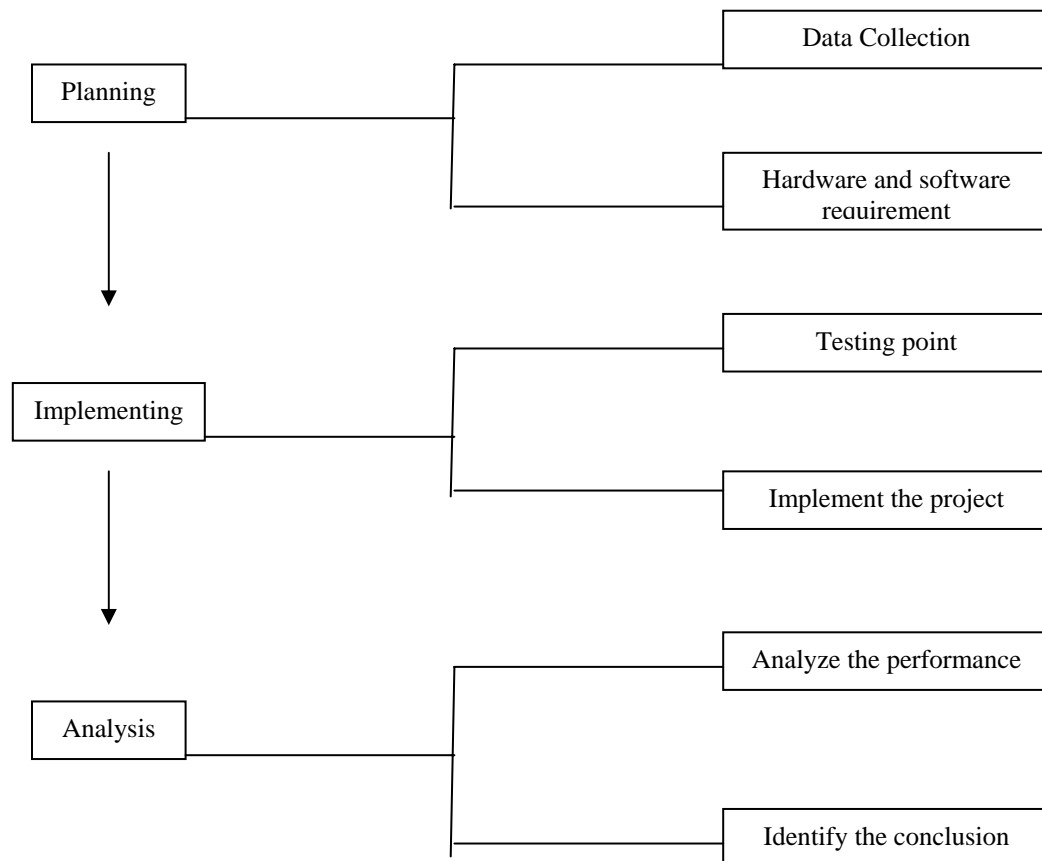 Data Collection
Planning
Hardware and software
requirement
Testing point
Implementing
Implement the project
Analyze the performance
Analysis
Identify the conclusion